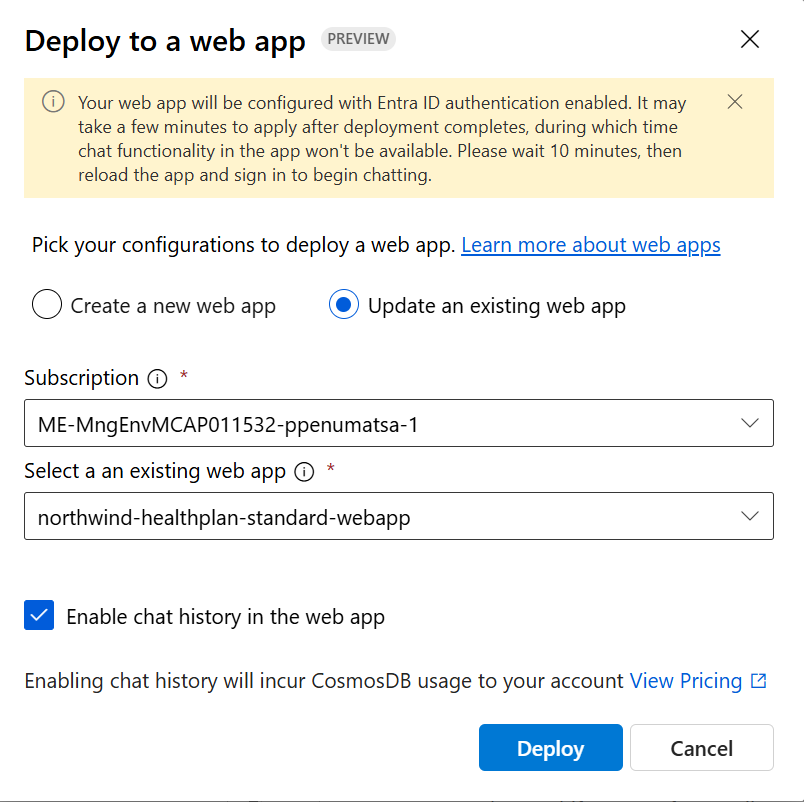 Deploy to a web app PREVIEW
Your web app will be configured with Entra ID authentication enabled. It may
take a few minutes to apply after deployment completes, during which time
chat functionality in the app won't be available. Please wait 10 minutes, then
reload the app and sign in to begin chatting.
Pick your configurations to deploy a web app. Learn more about web apps
Create a new web app Update an existing web app
Subscription *
ME-MngEnvMCAP011532-ppenumatsa-1
Select a an existing web app *
northwind-healthplan-standard-webapp
Enable chat history in the web app
Enabling chat history will incur CosmosDB usage to your account View Pricing
Deploy Cancel